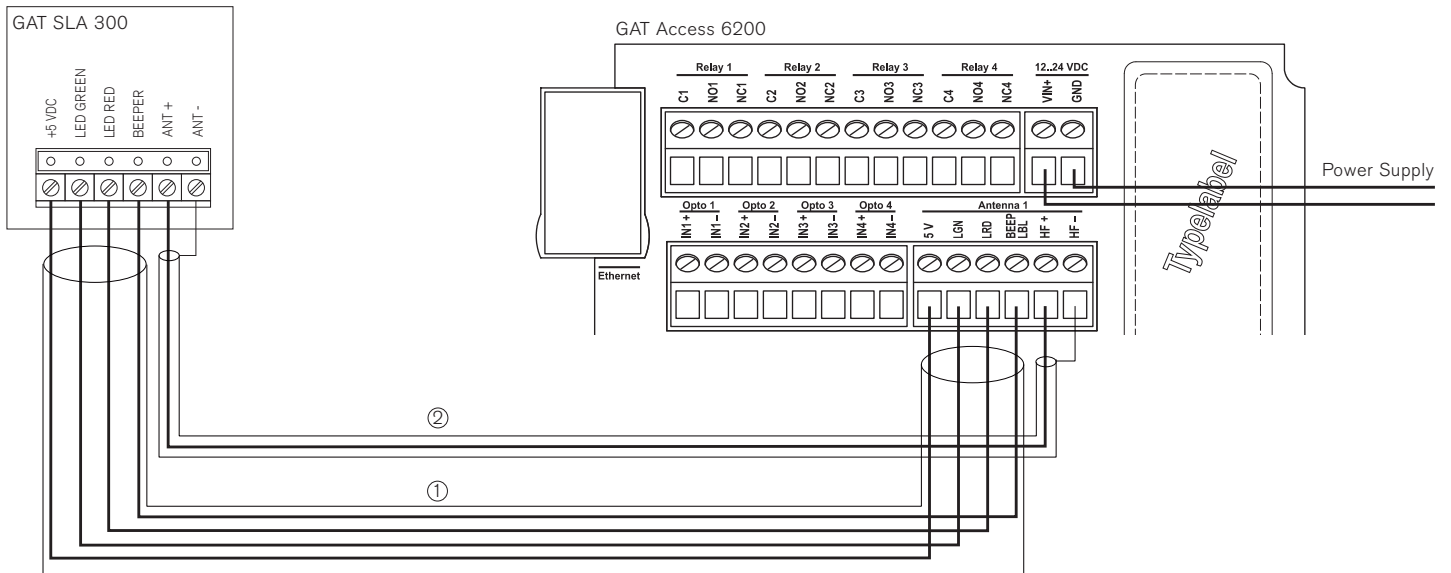 GAT SLA 300
+5 VDC
LED GREEN
LED RED
BEEPER
ANT +
ANT -
GAT Access 6200
Relay 1 Relay 2 Relay 3 Relay 4 12..24 VDC
C1 NO1 NC1 C2 NO2 NC2 C3 NO3 NC3 C4 NO4 NC4 VIN+ GND
Typelabel
Power Supply
Opto 1 Opto 2 Opto 3 Opto 4 Antenna 1
IN1+ IN1- IN2+ IN2- IN3+ IN3- IN4+ IN4- 5 V LGN LRD BEEP LBL HF+ HF-
Ethernet
②
①